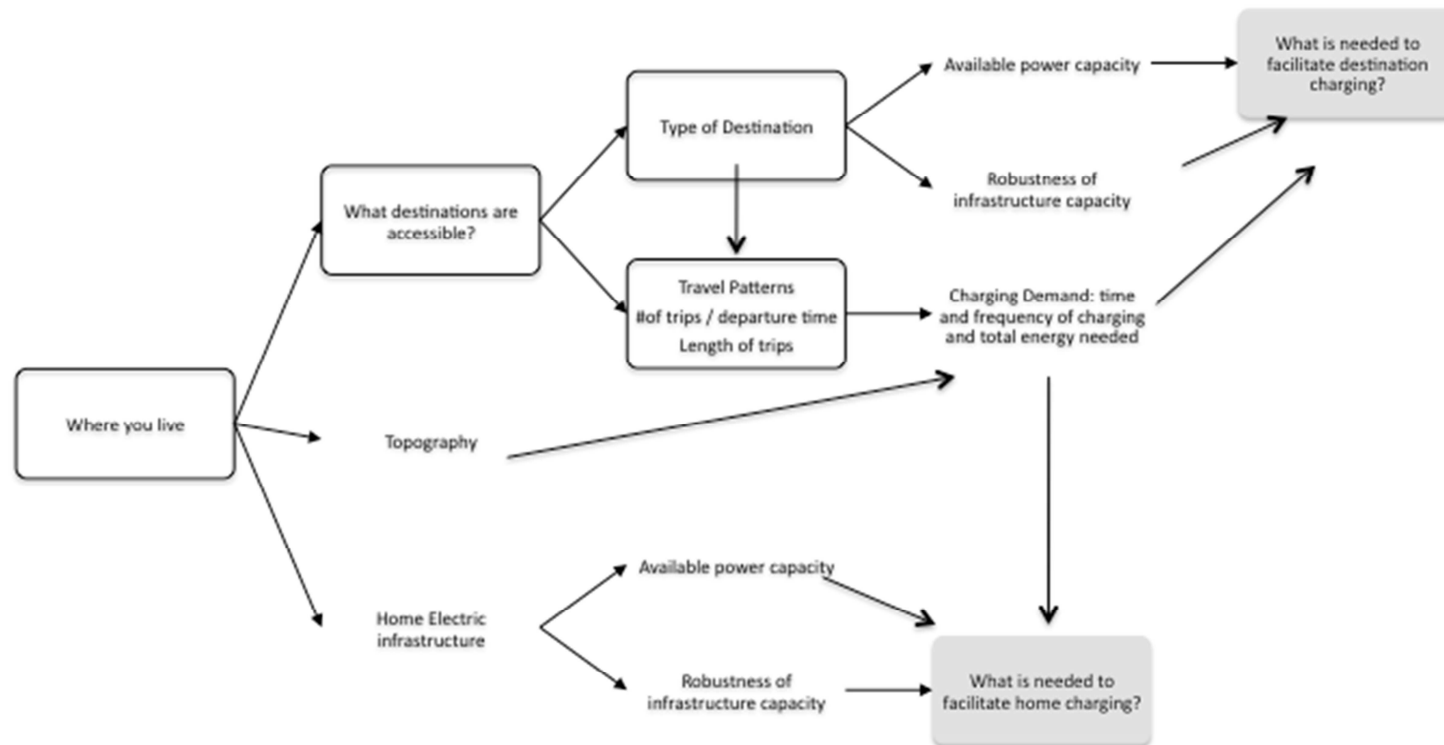 What is needed to
facilitate destination
charging?
Available power capacity
Type of Destination
Robustness of
infrastructure capacity
What destinations are
accessible?
Travel Patterns
#of trips / departure time
Length of trips
Charging Demand: time
and frequency of charging
and total energy needed
Where you live
Topography
Available power capacity
Home Electric
infrastructure
Robustness of
infrastructure capacity
What is needed to
facilitate home charging?